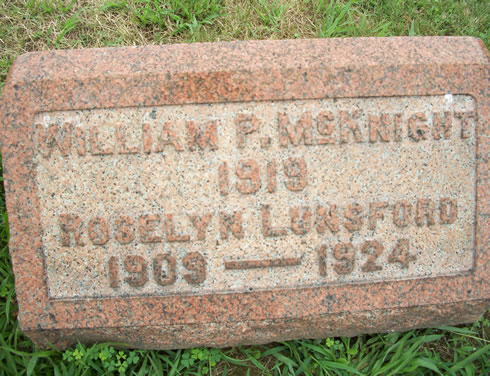 WILLIAM P. MCKNIGHT
1919
ROSELYN LUNSFORD
1909 — 1924